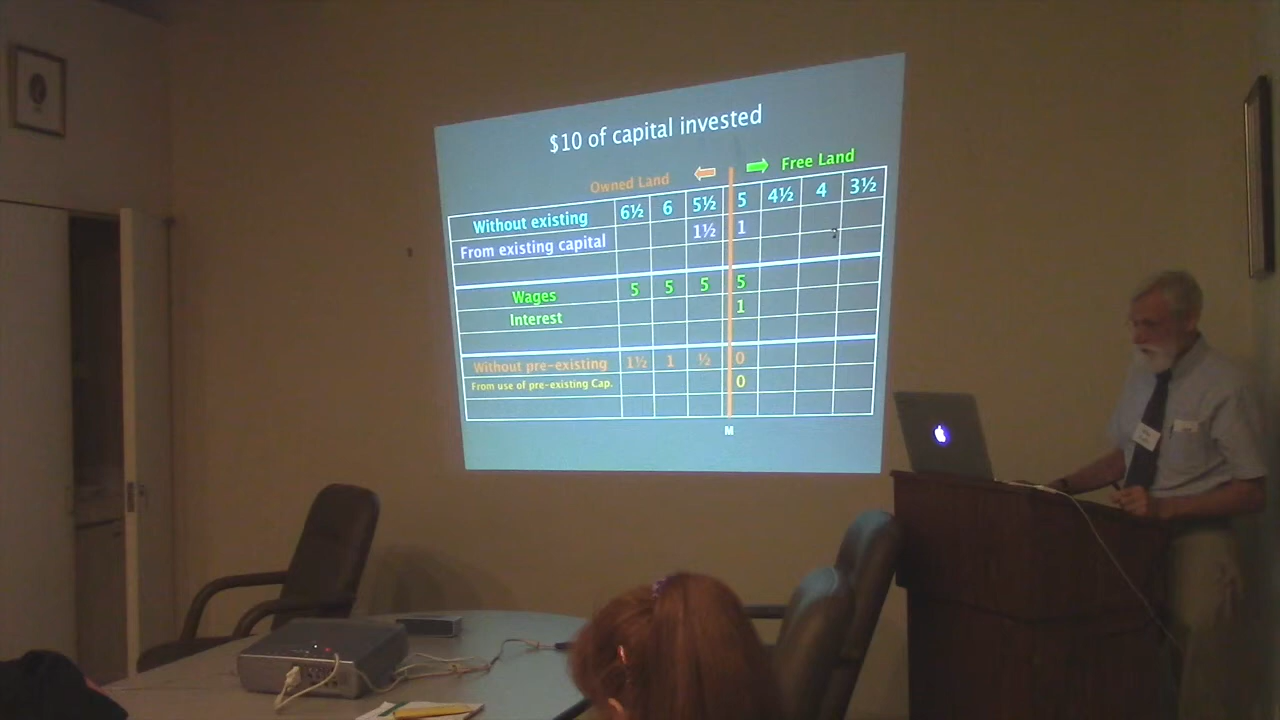 $10 of capital invested
Owned Land Free Land
Without existing 6½ 6 5½ 5 4½ 4 3½
From existing capital 1½ 1
Wages 5 5 5 5
Interest 1
Without pre-existing 1½ 1 ½ 0
From use of pre-existing Cap. 0
M